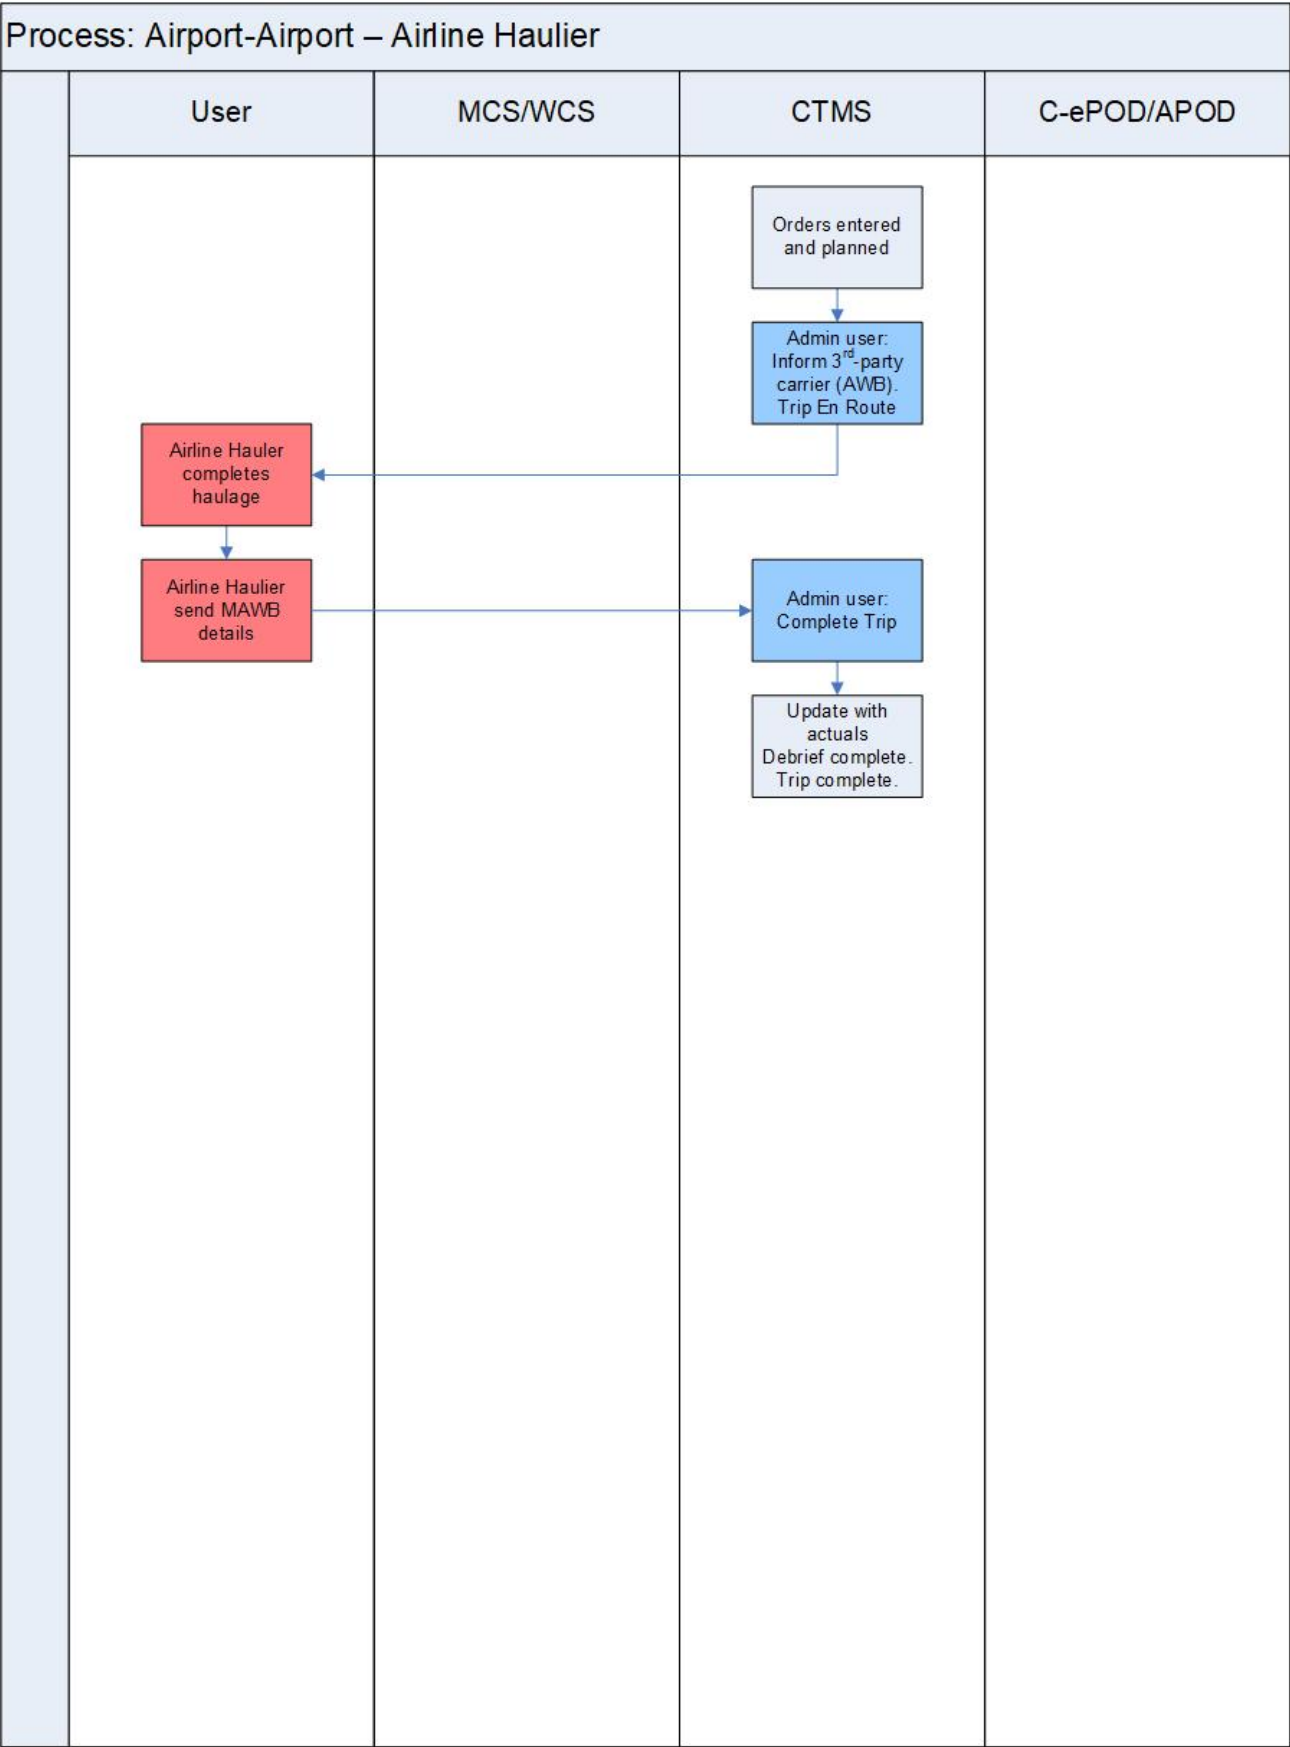 Process: Airport-Airport – Airline Haulier
User
MCS/WCS
CTMS
C-ePOD/APOD
Orders entered
and planned
Admin user:
Inform 3rd-party
carrier (AWB).
Trip En Route
Airline Hauler
completes
haulage
Airline Haulier
send MAWB
details
Admin user:
Complete Trip
Update with
actuals
Debrief complete.
Trip complete.